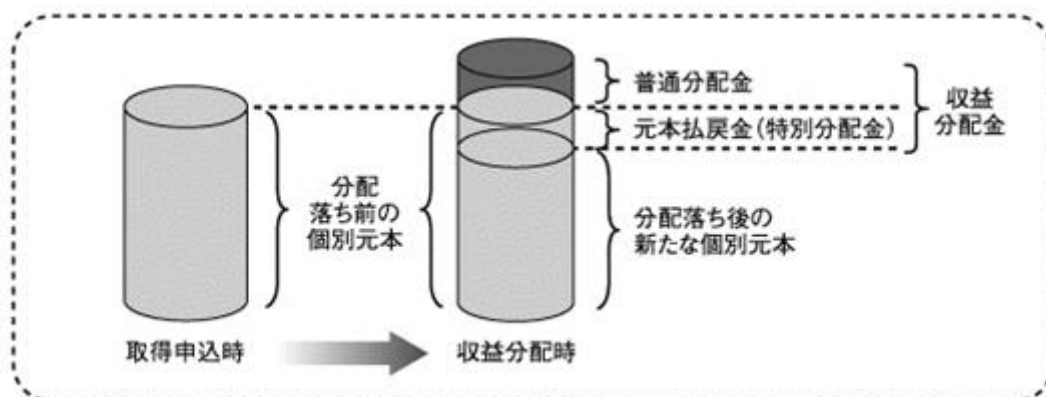 普通分配金
収益
分配金
元本払戻金(特別分配金)
分配
落ち前の
個別元本
分配落ち後の
新たな個別元本
取得申込時
収益分配時